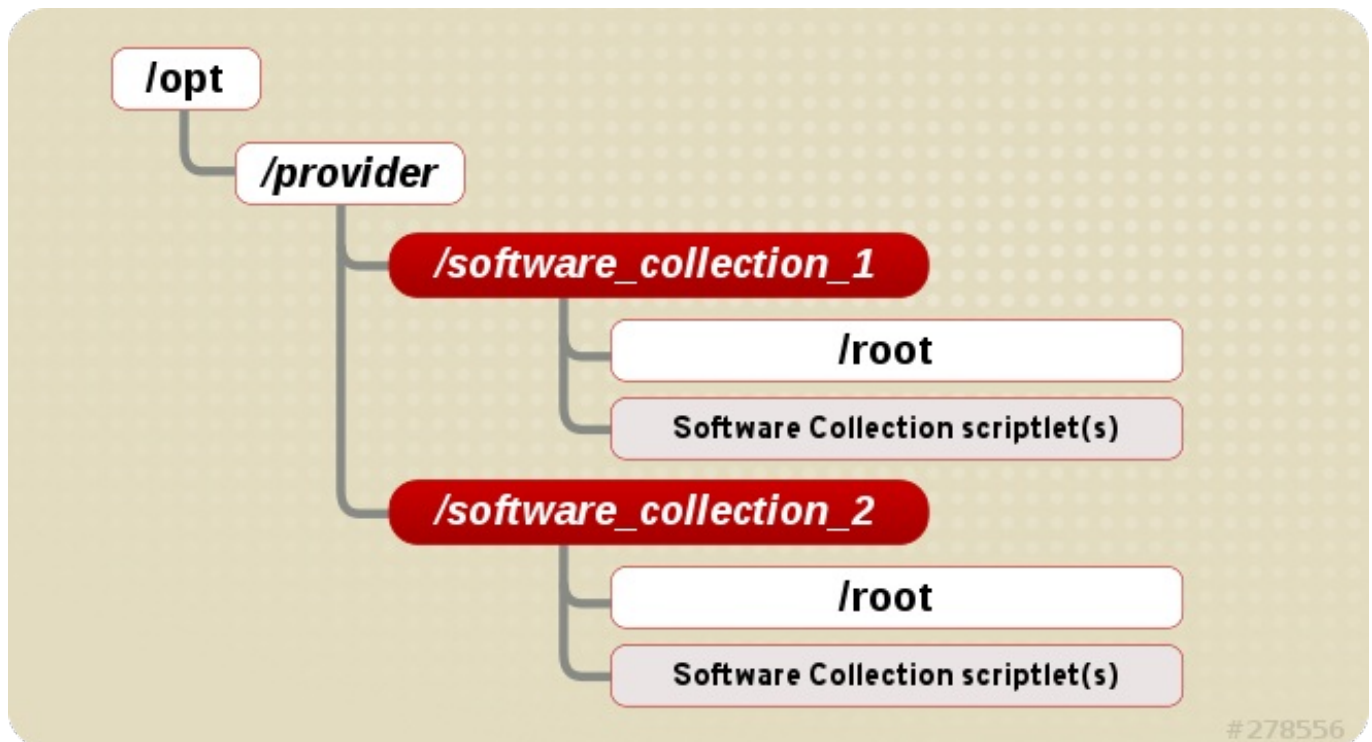 /opt
/provider
/software_collection_1
/root
Software Collection scriptlet(s)
/software_collection_2
/root
Software Collection scriptlet(s)
#278556